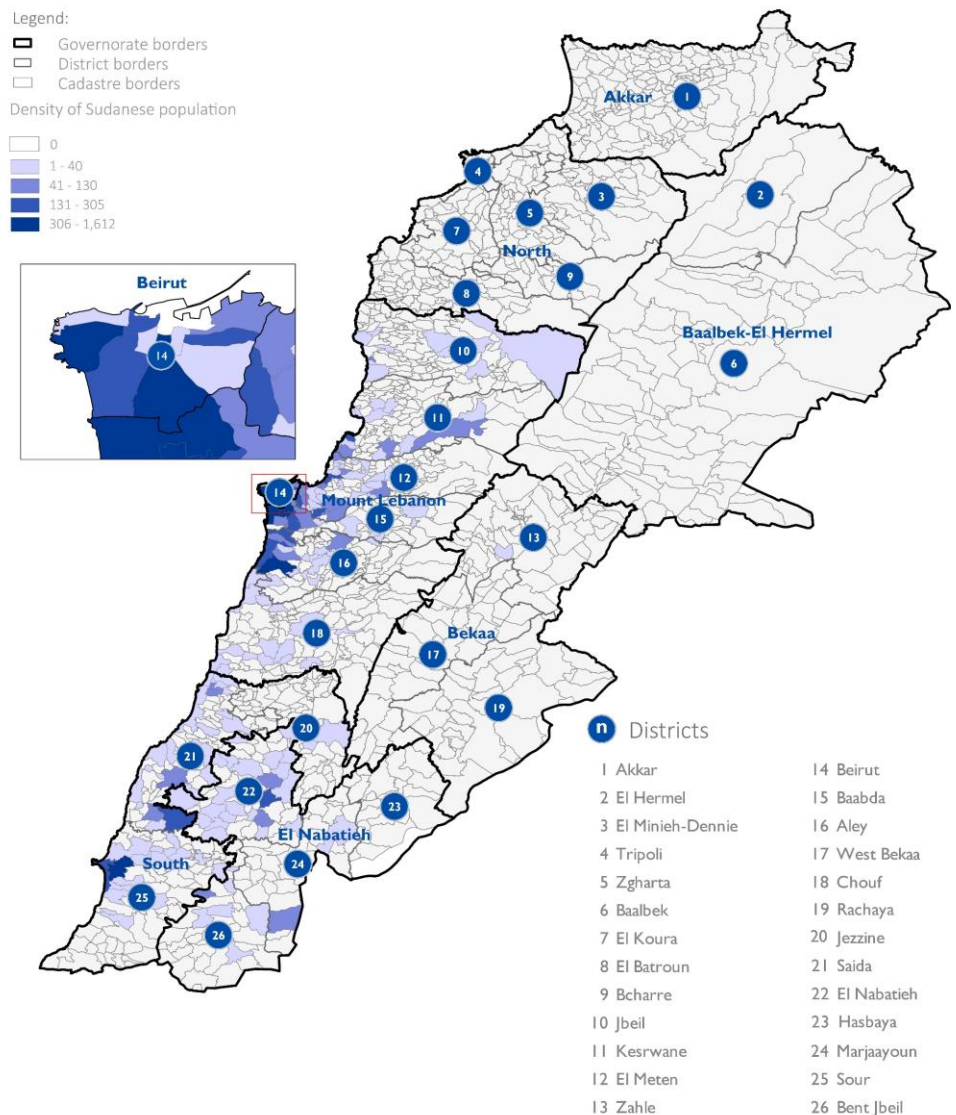 Legend:
Governorate borders
District borders
Cadastre borders
Density of Sudanese population
0
1 - 40
41 - 130
131 - 305
306 - 1,612
Beirut
14
Akkar
1
4
3
2
5
7
North
9
8
Baalbek-El Hermel
6
10
11
12
14
Mount Lebanon
15
13
16
18
Bekaa
17
19
20
21
22
23
El Nabatieh
24
South
25
26
n Districts
1 Akkar
2 El Hermel
3 El Minieh-Dennie
4 Tripoli
5 Zgharta
6 Baalbek
7 El Koura
8 El Batroun
9 Bcharre
10 Jbeil
11 Kesrwane
12 El Meten
13 Zahle
14 Beirut
15 Baabda
16 Aley
17 West Bekaa
18 Chouf
19 Rachaya
20 Jezzine
21 Saida
22 El Nabatieh
23 Hasbaya
24 Marjaayoun
25 Sour
26 Bent Jbeil